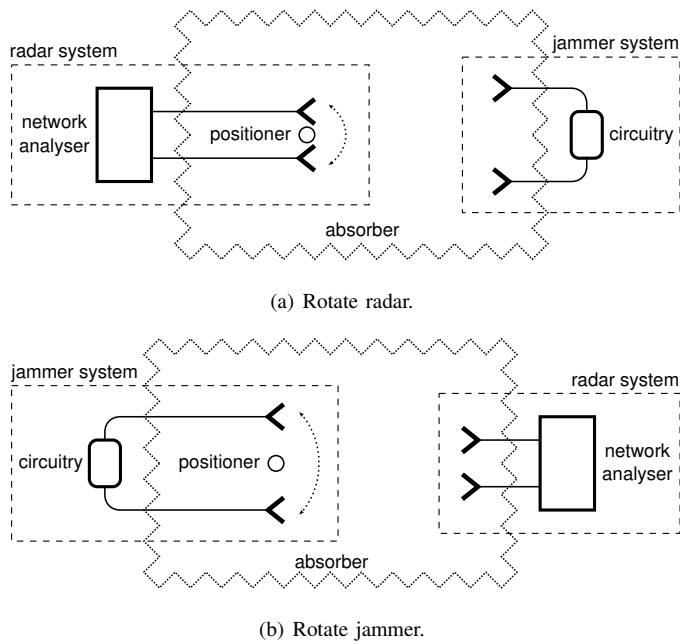 radar system
jammer system
network
analyser
positioner
circuitry
absorber
(a) Rotate radar.
jammer system
radar system
circuitry
positioner
network
analyser
absorber
(b) Rotate jammer.